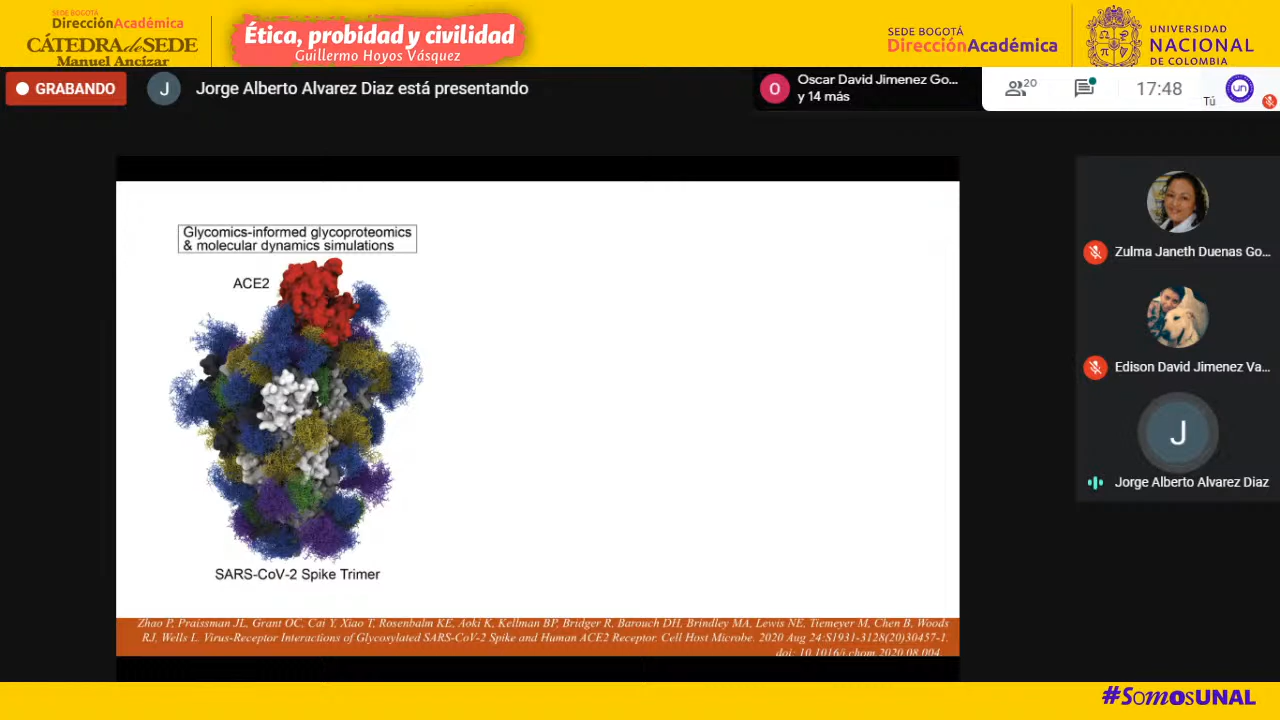 SEDE BOGOTÁ
DirecciónAcadémica
CÁTEDRAdeSEDE
Manuel Ancízar
Ética, probidad y civilidad
Guillermo Hoyos Vásquez
SEDE BOGOTÁ
DirecciónAcadémica
UNIVERSIDAD
NACIONAL
DE COLOMBIA
GRABANDO
J
Jorge Alberto Alvarez Diaz está presentando
O
Oscar David Jimenez Go...
y 14 más
20
17:48
Tú
un
Glycomics-informed glycoproteomics
& molecular dynamics simulations
ACE2
SARS-CoV-2 Spike Trimer
Zhao P, Praissman JL, Grant OC, Cai Y, Xiao T, Rosenbalm KE, Aoki K, Kellman BP, Bridger R, Barouch DH, Brindley MA, Lewis NE, Tiemeyer M, Chen B, Woods
RJ, Wells L. Virus-Receptor Interactions of Glycosylated SARS-CoV-2 Spike and Human ACE2 Receptor. Cell Host Microbe. 2020 Aug 24:S1931-3128(20)30457-1.
doi: 10.1016/j.chom.2020.08.004.
Zulma Janeth Duenas Go...
Edison David Jimenez Va...
J
Jorge Alberto Alvarez Diaz
#SomosUNAL